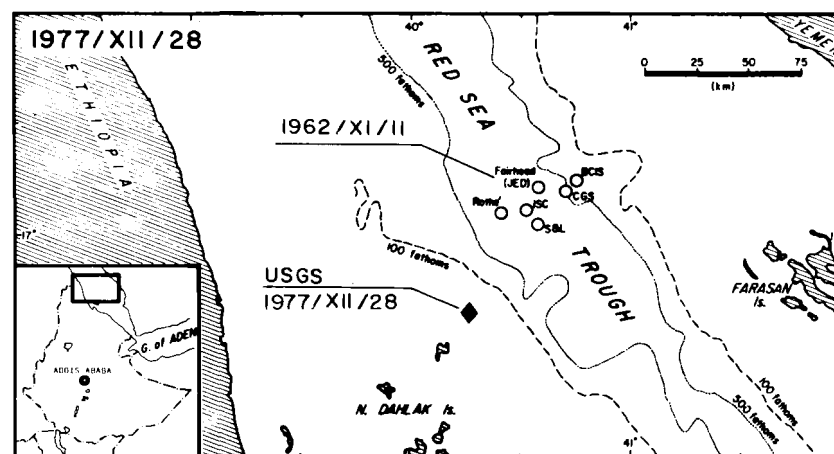 1977/XII/28
40°
41°
YEMEN
ETHIOPIA
RED SEA
TROUGH
500 fathoms
0 25 50 75
(km)
1962/XI/11
Fairhead
(JED)
BCIS
CGS
Rothé
ISC
SBL
17°
100 fathoms
USGS
1977/XII/28
FARASAN
Is.
G. of ADEN
ADDIS ABABA
N. DAHLAK Is.
41°
100 fathoms
500 fathoms